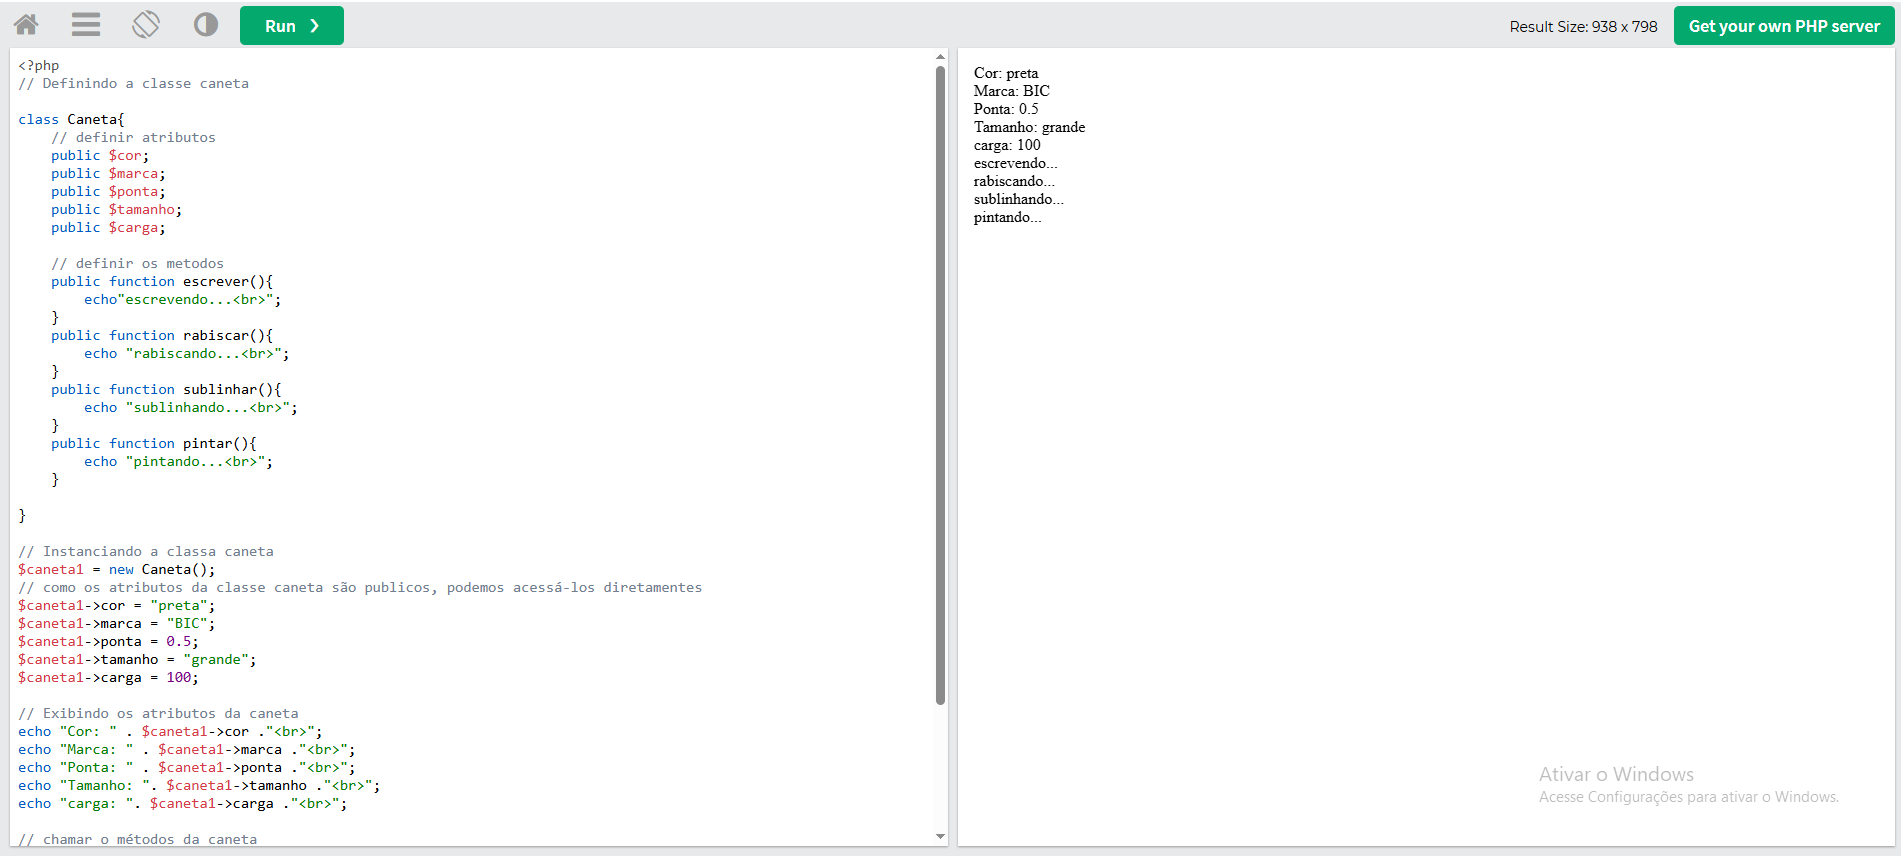 Run ❯
Result Size: 938 x 798
Get your own PHP server
<?php
// Definindo a classe caneta
class Caneta{
    // definir atributos
    public $cor;
    public $marca;
    public $ponta;
    public $tamanho;
    public $carga;
    // definir os metodos
    public function escrever(){
        echo"escrevendo...<br>";
    }
    public function rabiscar(){
        echo "rabiscando...<br>";
    }
    public function sublinhar(){
        echo "sublinhando...<br>";
    }
    public function pintar(){
        echo "pintando...<br>";
    }
}
// Instanciando a classa caneta
$caneta1 = new Caneta();
// como os atributos da classe caneta são publicos, podemos acessá-los diretamentes
$caneta1->cor = "preta";
$caneta1->marca = "BIC";
$caneta1->ponta = 0.5;
$caneta1->tamanho = "grande";
$caneta1->carga = 100;
// Exibindo os atributos da caneta
echo "Cor: " . $caneta1->cor ."<br>";
echo "Marca: " . $caneta1->marca ."<br>";
echo "Ponta: " . $caneta1->ponta ."<br>";
echo "Tamanho: ". $caneta1->tamanho ."<br>";
echo "carga: ". $caneta1->carga ."<br>";
// chamar o métodos da caneta
Cor: preta
Marca: BIC
Ponta: 0.5
Tamanho: grande
carga: 100
escrevendo...
rabiscando...
sublinhando...
pintando...
Ativar o Windows
Acesse Configurações para ativar o Windows.